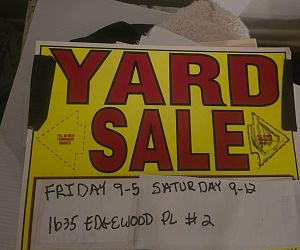 YARD
SALE
FRIDAY 9-5 SATURDAY 9-12
1635 EDGEWOOD PL #2